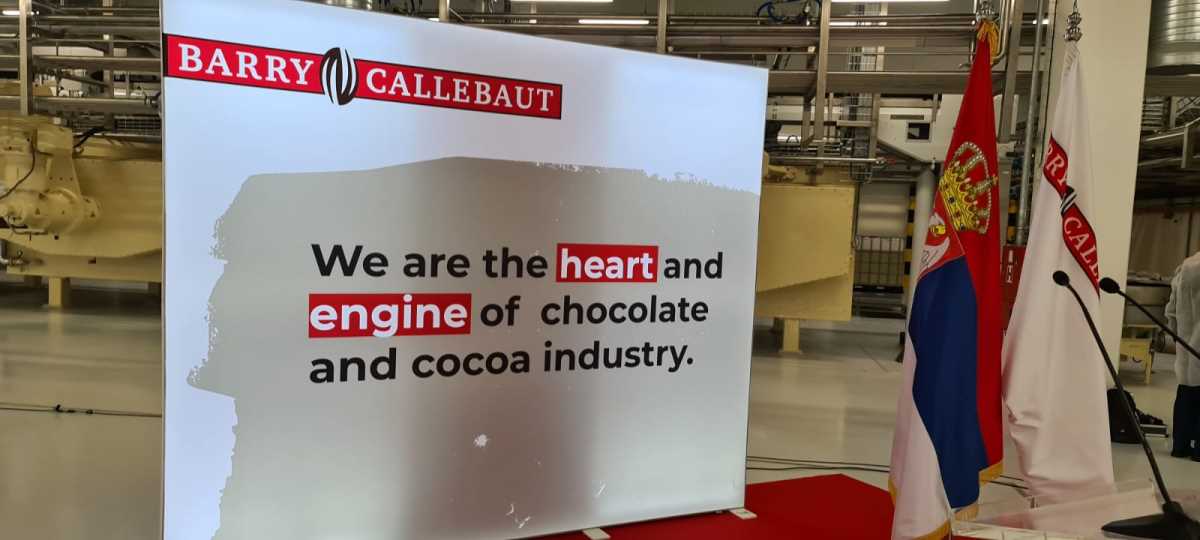 BARRY CALLEBAUT
We are the heart and
engine of chocolate
and cocoa industry.